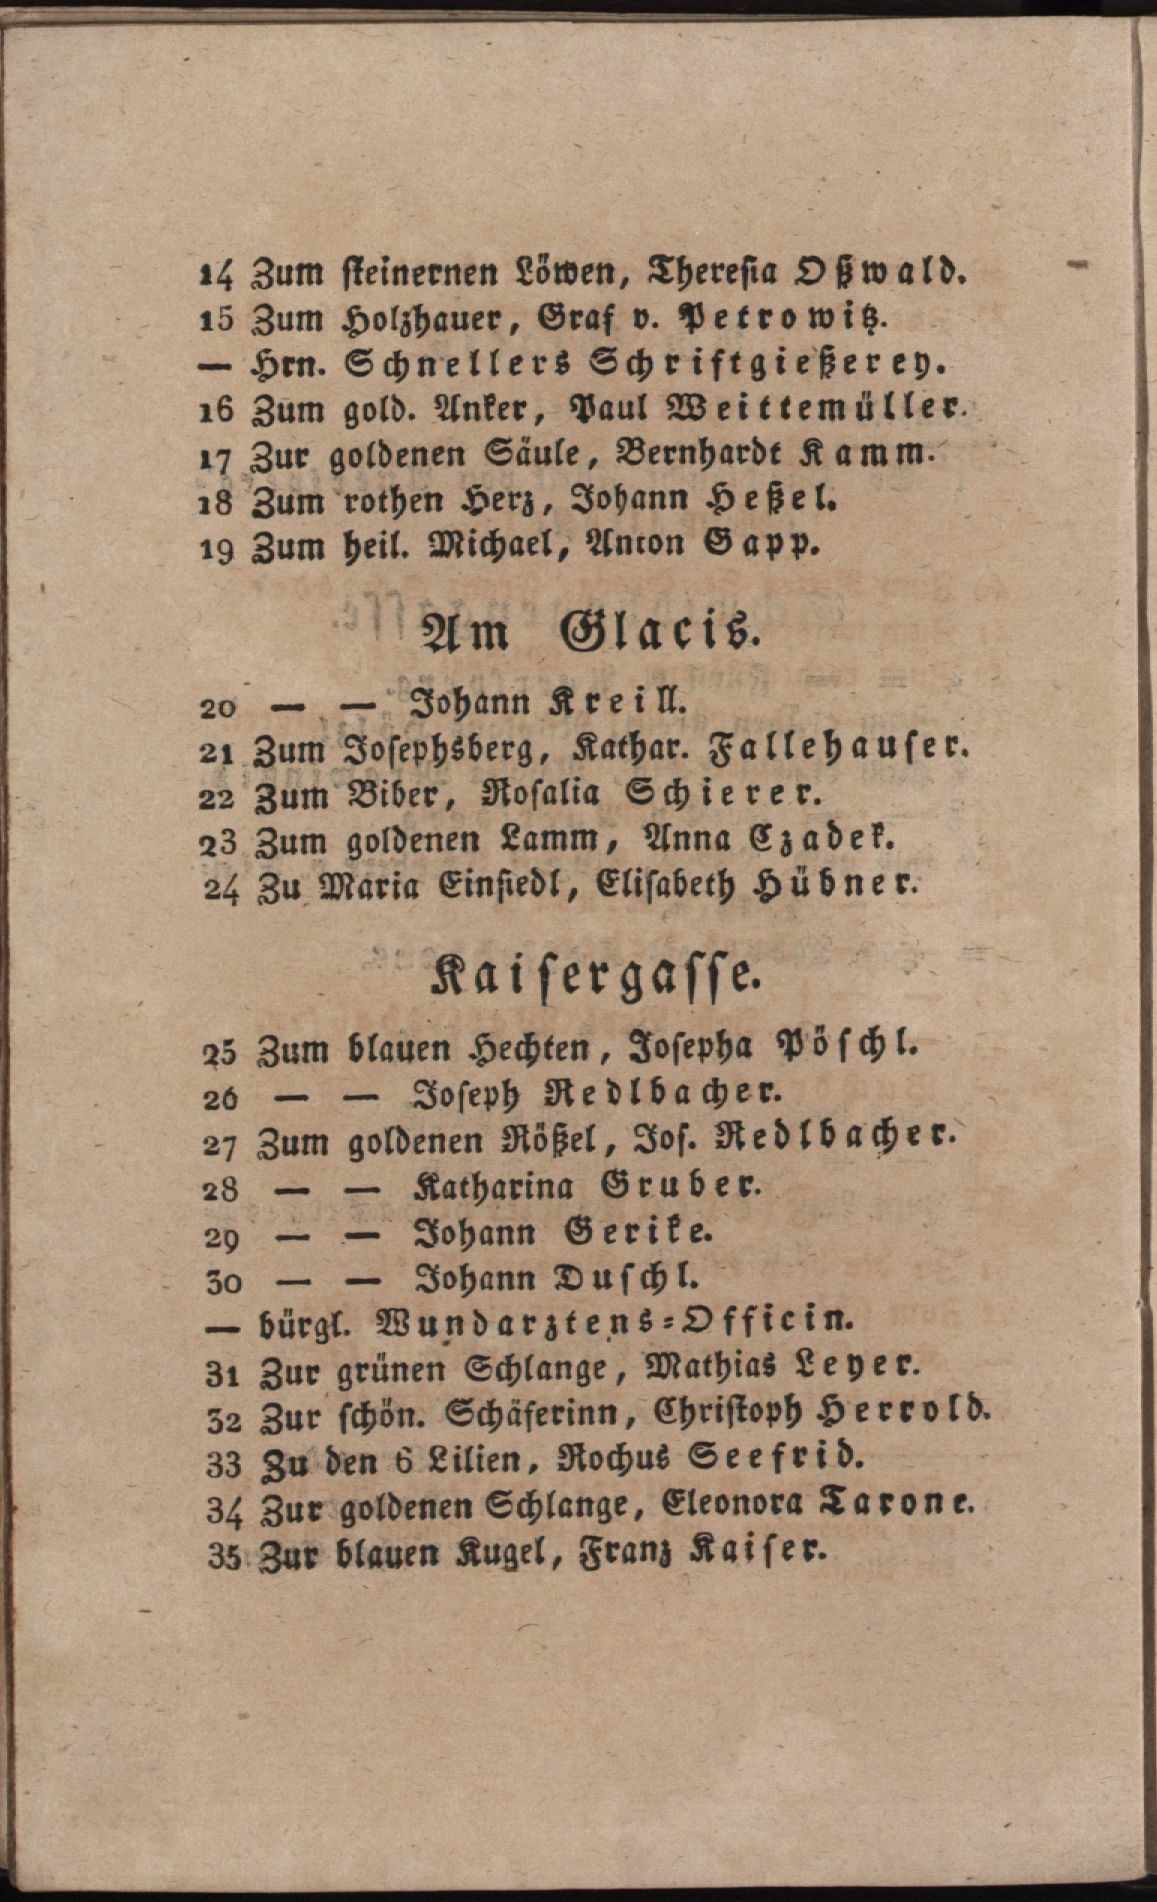 14 Zum steinernen Löwen, Theresia Oßwald.
15 Zum Holzhauer, Graf v. Petrowitz.
— Hrn. Schnellers Schriftgießerey.
16 Zum gold. Anker, Paul Weittemüller.
17 Zur goldenen Säule, Bernhardt Kamm.
18 Zum rothen Herz, Johann Heßel.
19 Zum heil. Michael, Anton Gapp.
Am Glacis.
20 — — Johann Kreill.
21 Zum Josephsberg, Kathar. Fallehauser.
22 Zum Biber, Rosalia Schierer.
23 Zum goldenen Lamm, Anna Czadek.
24 Zu Maria Einsiedl, Elisabeth Hübner.
Kaisergasse.
25 Zum blauen Hechten, Josepha Pöschl.
26 — — Joseph Redlbacher.
27 Zum goldenen Rößel, Jos. Redlbacher.
28 — — Katharina Gruber.
29 — — Johann Gerike.
30 — — Johann Duschl.
— bürgl. Wundarztens-Officin.
31 Zur grünen Schlange, Mathias Leyer.
32 Zur schön. Schäferinn, Christoph Herrold.
33 Zu den 6 Lilien, Rochus Seefrid.
34 Zur goldenen Schlange, Eleonora Tarone.
35 Zur blauen Kugel, Franz Kaiser.